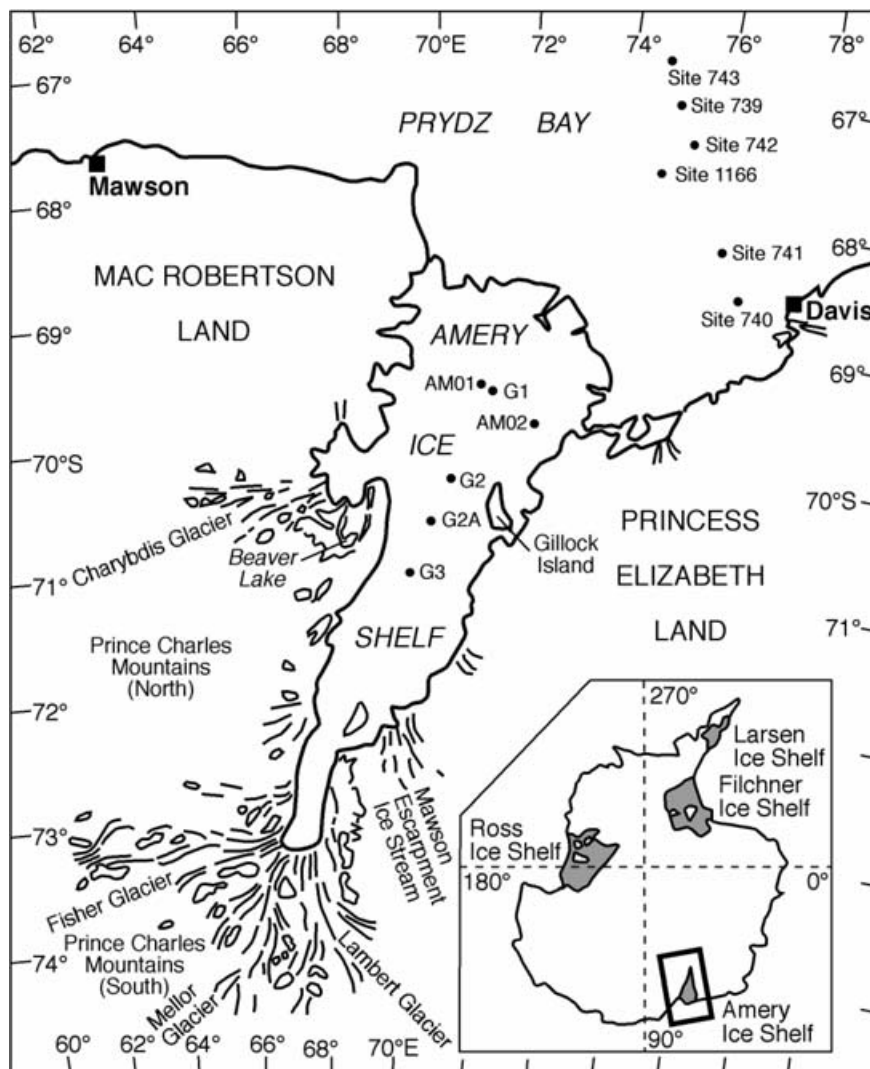 62° 64° 66° 68° 70°E 72° 74° 76° 78°
67°
Site 743
Site 739
PRYDZ BAY
67°
Site 742
Site 1166
Mawson
68°
Site 741
68°
MAC ROBERTSON
LAND
Site 740
Davis
69°
AMERY
69°
AM01
G1
AM02
ICE
70°S
G2
70°S
G2A
Charybdis Glacier
Beaver
Lake
Gillock
Island
PRINCESS
ELIZABETH
LAND
71°
G3
71°
SHELF
Prince Charles
Mountains
(North)
72°
Mawson
Escarpment
Ice Stream
73°
Fisher Glacier
Prince Charles
Mountains
(South)
74°
Mellor
Glacier
Lambert Glacier
60° 62° 64° 66° 68° 70°E
270°
Larsen
Ice Shelf
Filchner
Ice Shelf
Ross
Ice Shelf
180°
0°
Amery
Ice Shelf
90°